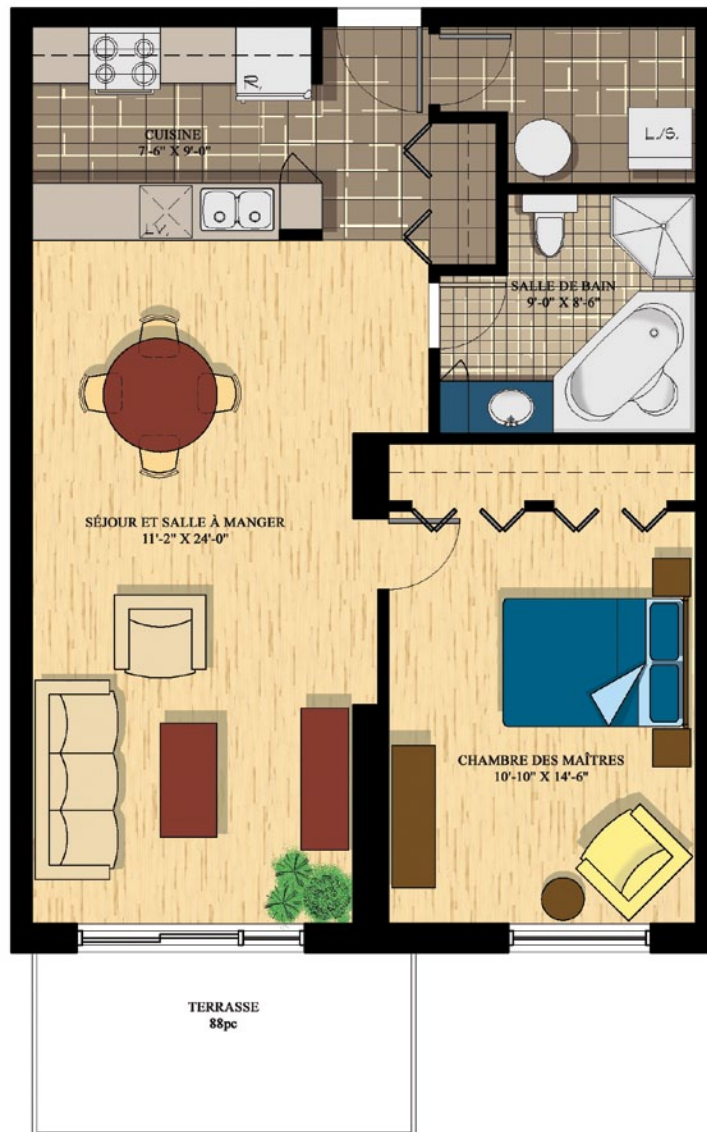 R.
L./S.
CUISINE
7'-6" X 9'-0"
L.V.
SALLE DE BAIN
9'-0" X 8'-6"
SÉJOUR ET SALLE À MANGER
11'-2" X 24'-0"
CHAMBRE DES MAÎTRES
10'-10" X 14'-6"
TERRASSE
88pc